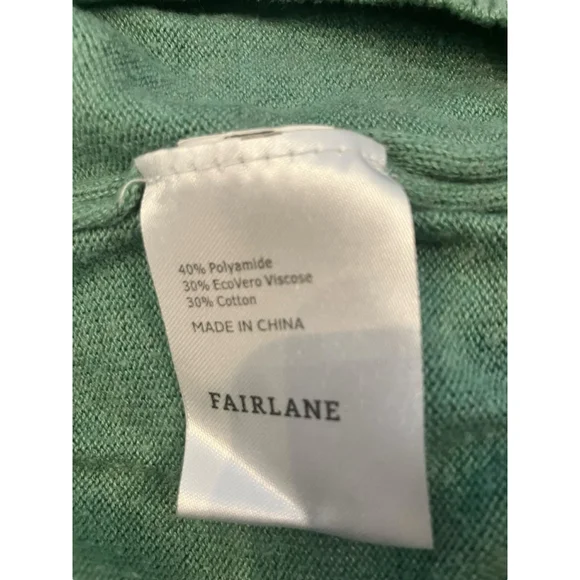 40% Polyamide
30% EcoVero Viscose
30% Cotton
MADE IN CHINA
FAIRLANE